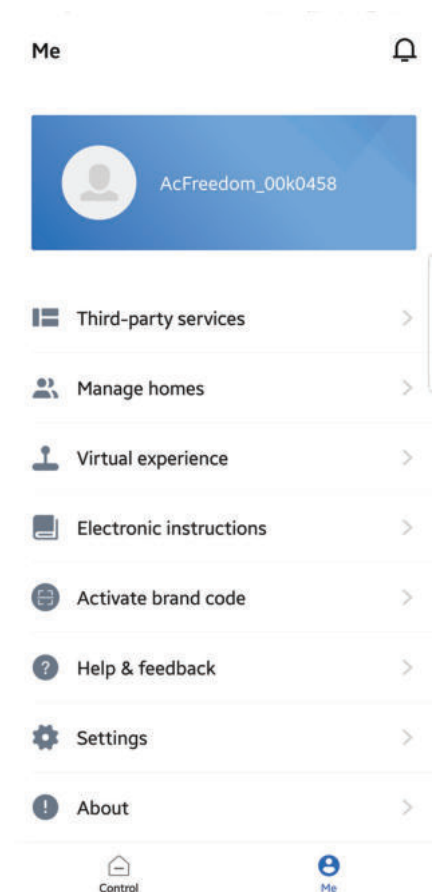 Me
AcFreedom_00k0458
Third-party services
Manage homes
Virtual experience
Electronic instructions
Activate brand code
Help & feedback
Settings
About
Control
Me